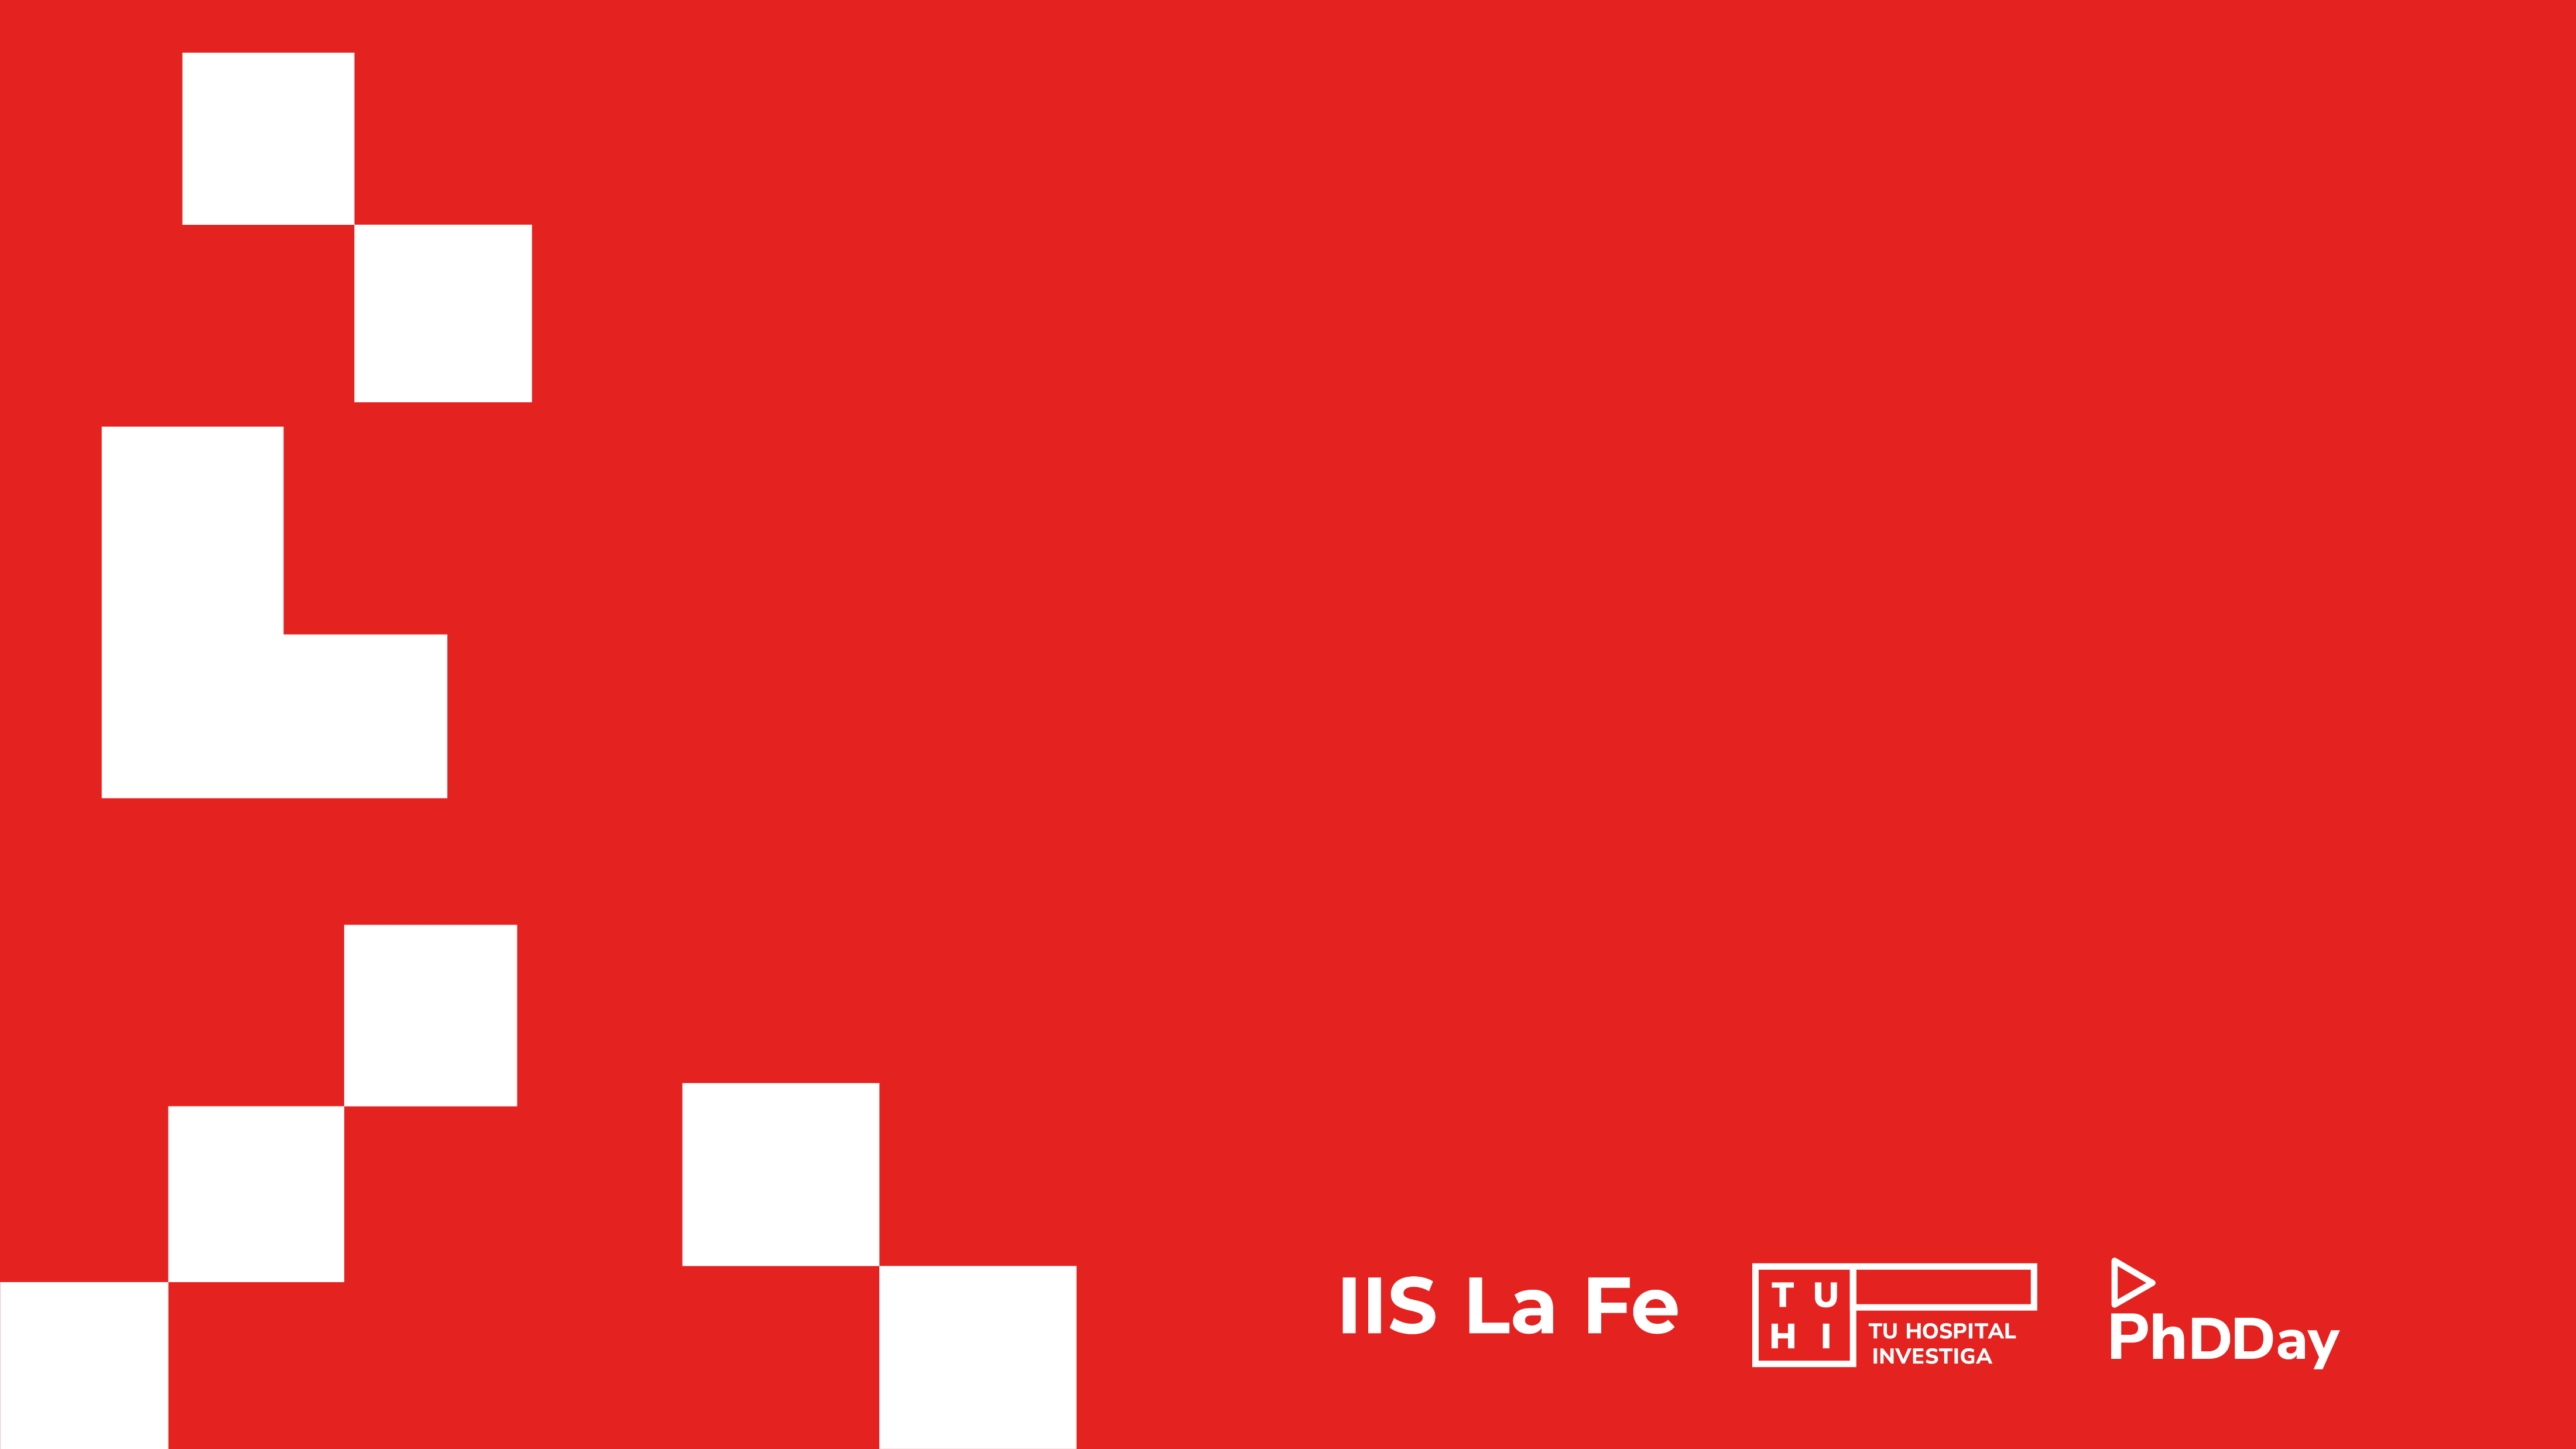 IIS La Fe
T U
H I
TU HOSPITAL
INVESTIGA
PhDDay